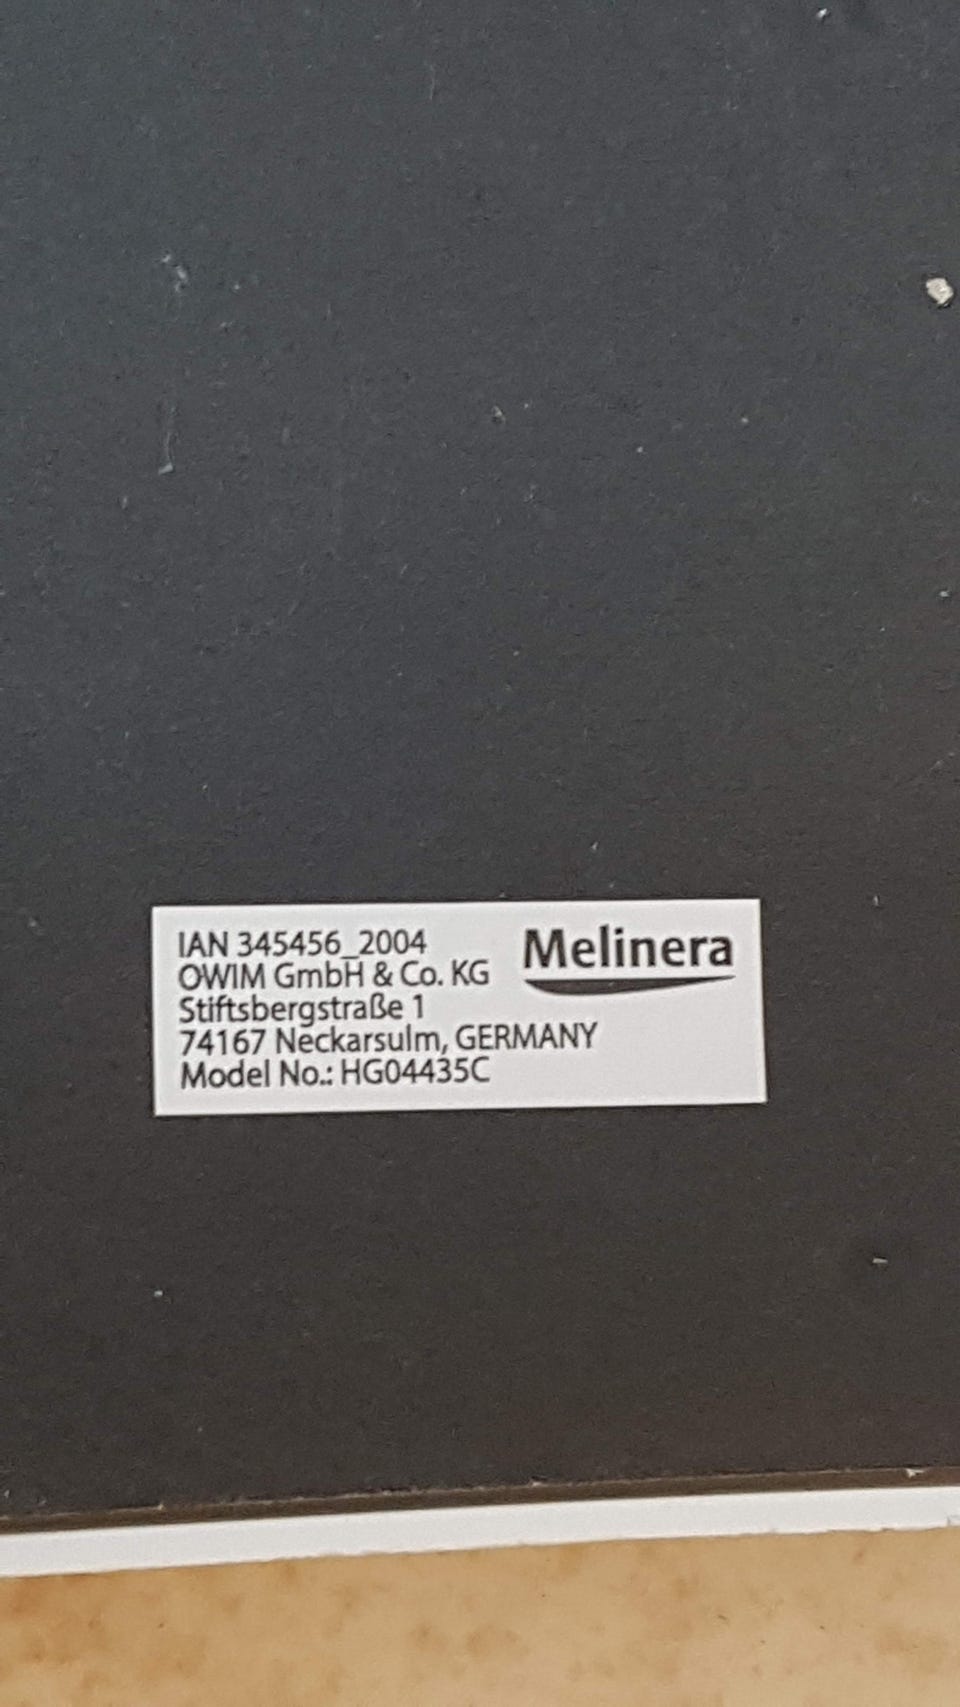 IAN 345456_2004
Melinera
OWIM GmbH & Co. KG
Stiftsbergstraße 1
74167 Neckarsulm, GERMANY
Model No.: HG04435C